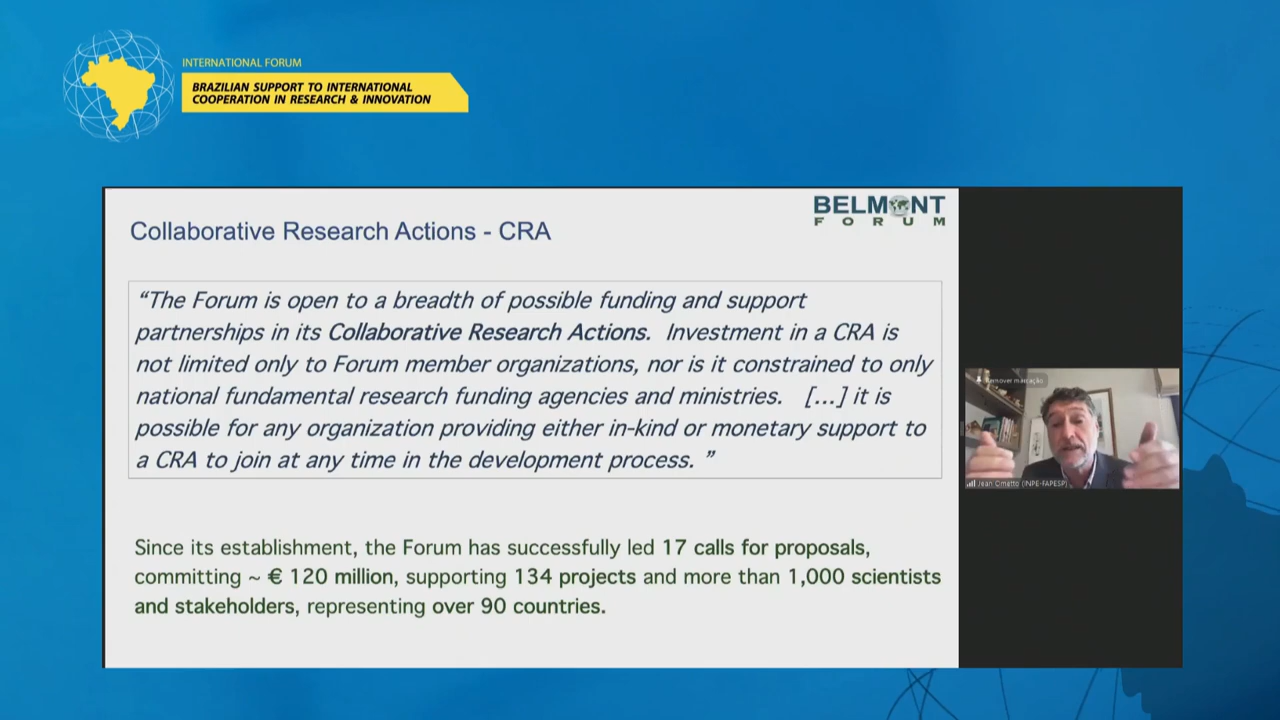 INTERNATIONAL FORUM
BRAZILIAN SUPPORT TO INTERNATIONAL
COOPERATION IN RESEARCH & INNOVATION
BELMONT
FORUM
Collaborative Research Actions - CRA
“The Forum is open to a breadth of possible funding and support
partnerships in its Collaborative Research Actions. Investment in a CRA is
not limited only to Forum member organizations, nor is it constrained to only
national fundamental research funding agencies and ministries. [...] it is
possible for any organization providing either in-kind or monetary support to
a CRA to join at any time in the development process. ”
Remover marcação
Jean Ometto (INPE-FAPESP)
Since its establishment, the Forum has successfully led 17 calls for proposals,
committing ~ € 120 million, supporting 134 projects and more than 1,000 scientists
and stakeholders, representing over 90 countries.